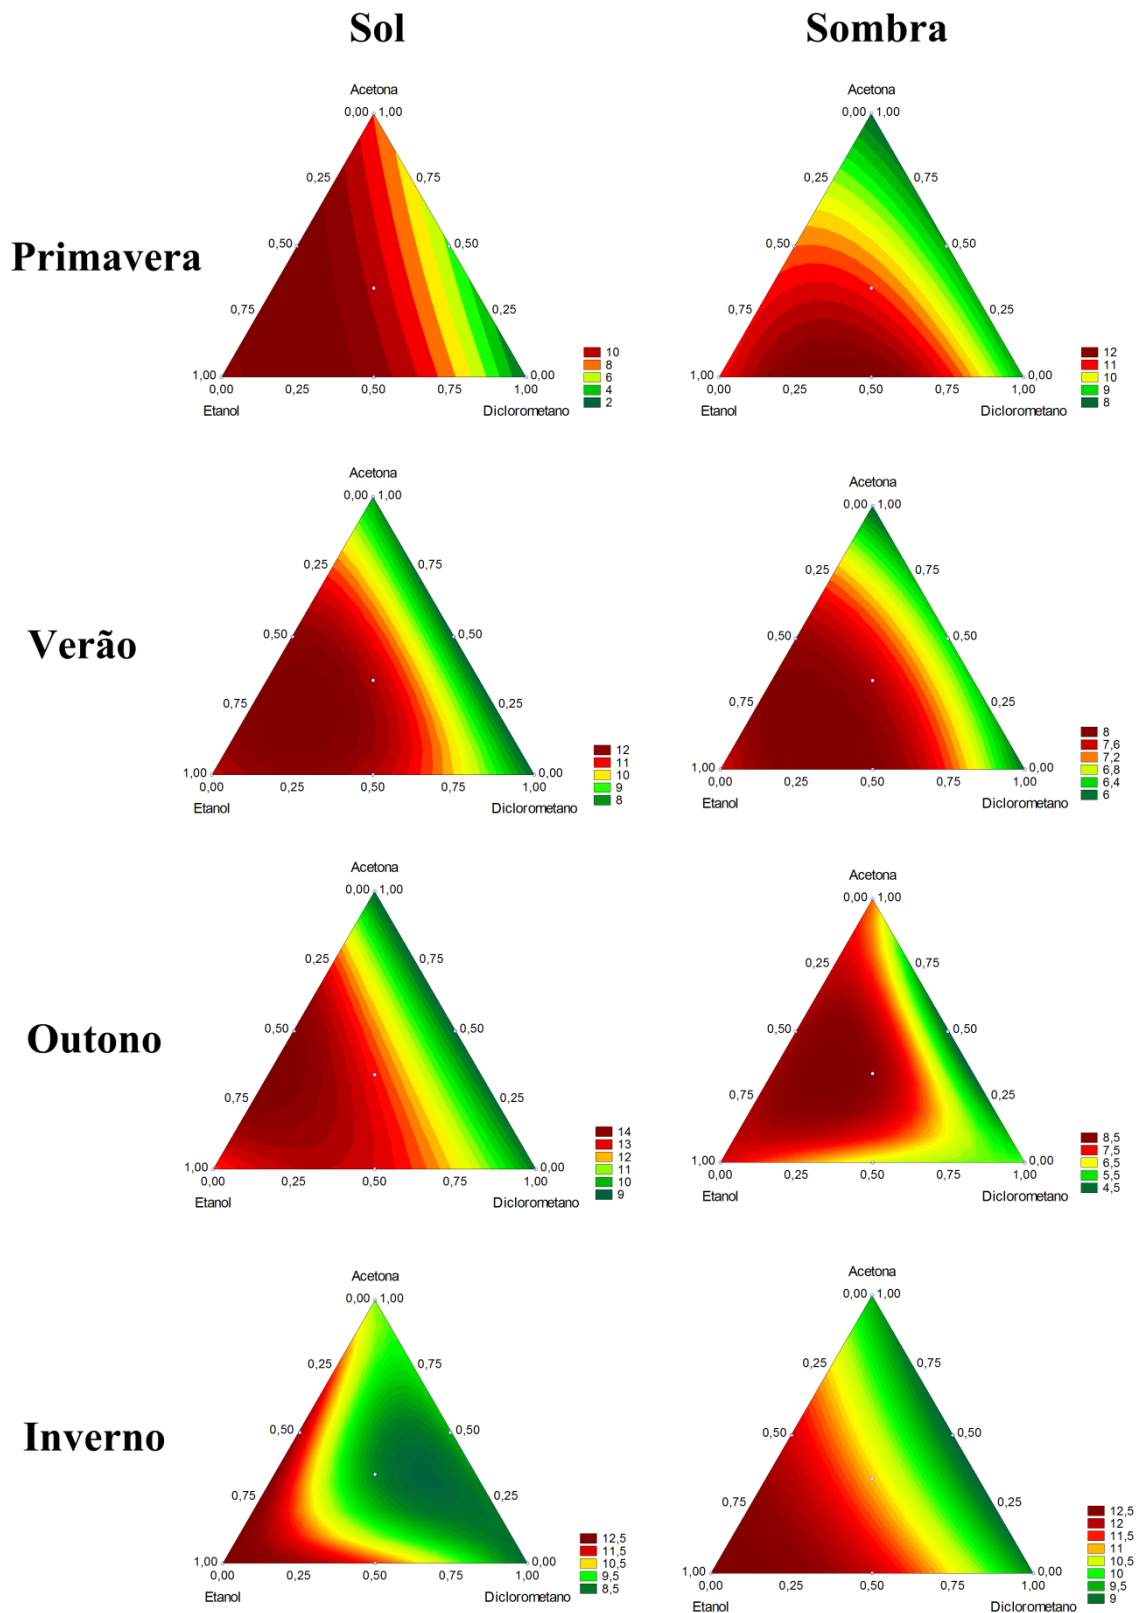 Sol Sombra
Primavera
Acetona
0,00 1,00
0,25 0,75
0,50 0,50
0,75 0,25
1,00 0,00
0,00 0,25 0,50 0,75 1,00
Etanol Diclorometano
10
8
6
4
2
Acetona
0,00 1,00
0,25 0,75
0,50 0,50
0,75 0,25
1,00 0,00
0,00 0,25 0,50 0,75 1,00
Etanol Diclorometano
12
11
10
9
8
Verão
Acetona
0,00 1,00
0,25 0,75
0,50 0,50
0,75 0,25
1,00 0,00
0,00 0,25 0,50 0,75 1,00
Etanol Diclorometano
12
11
10
9
8
Acetona
0,00 1,00
0,25 0,75
0,50 0,50
0,75 0,25
1,00 0,00
0,00 0,25 0,50 0,75 1,00
Etanol Diclorometano
8
7,6
7,2
6,8
6,4
6
Outono
Acetona
0,00 1,00
0,25 0,75
0,50 0,50
0,75 0,25
1,00 0,00
0,00 0,25 0,50 0,75 1,00
Etanol Diclorometano
14
13
12
11
10
9
Acetona
0,00 1,00
0,25 0,75
0,50 0,50
0,75 0,25
1,00 0,00
0,00 0,25 0,50 0,75 1,00
Etanol Diclorometano
8,5
7,5
6,5
5,5
4,5
Inverno
Acetona
0,00 1,00
0,25 0,75
0,50 0,50
0,75 0,25
1,00 0,00
0,00 0,25 0,50 0,75 1,00
Etanol Diclorometano
12,5
11,5
10,5
9,5
8,5
Acetona
0,00 1,00
0,25 0,75
0,50 0,50
0,75 0,25
1,00 0,00
0,00 0,25 0,50 0,75 1,00
Etanol Diclorometano
12,5
12
11,5
11
10,5
10
9,5
9